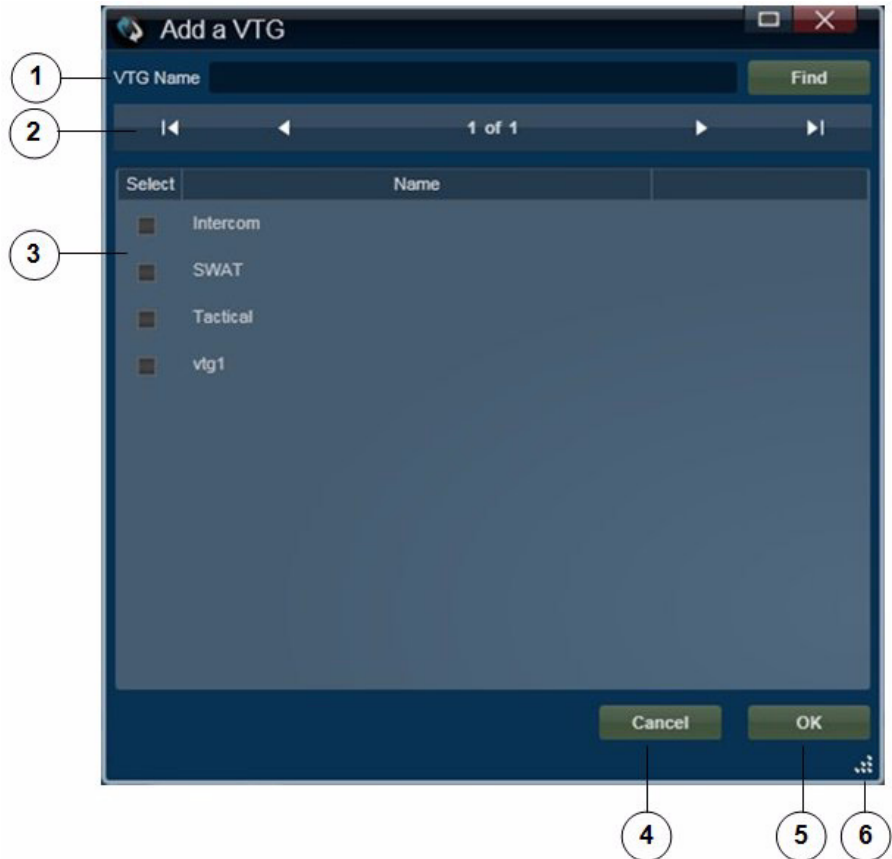 Add a VTG
1 VTG Name Find
2 1 of 1
Select Name
Intercom
3
SWAT
Tactical
vtg1
Cancel OK
4 5 6